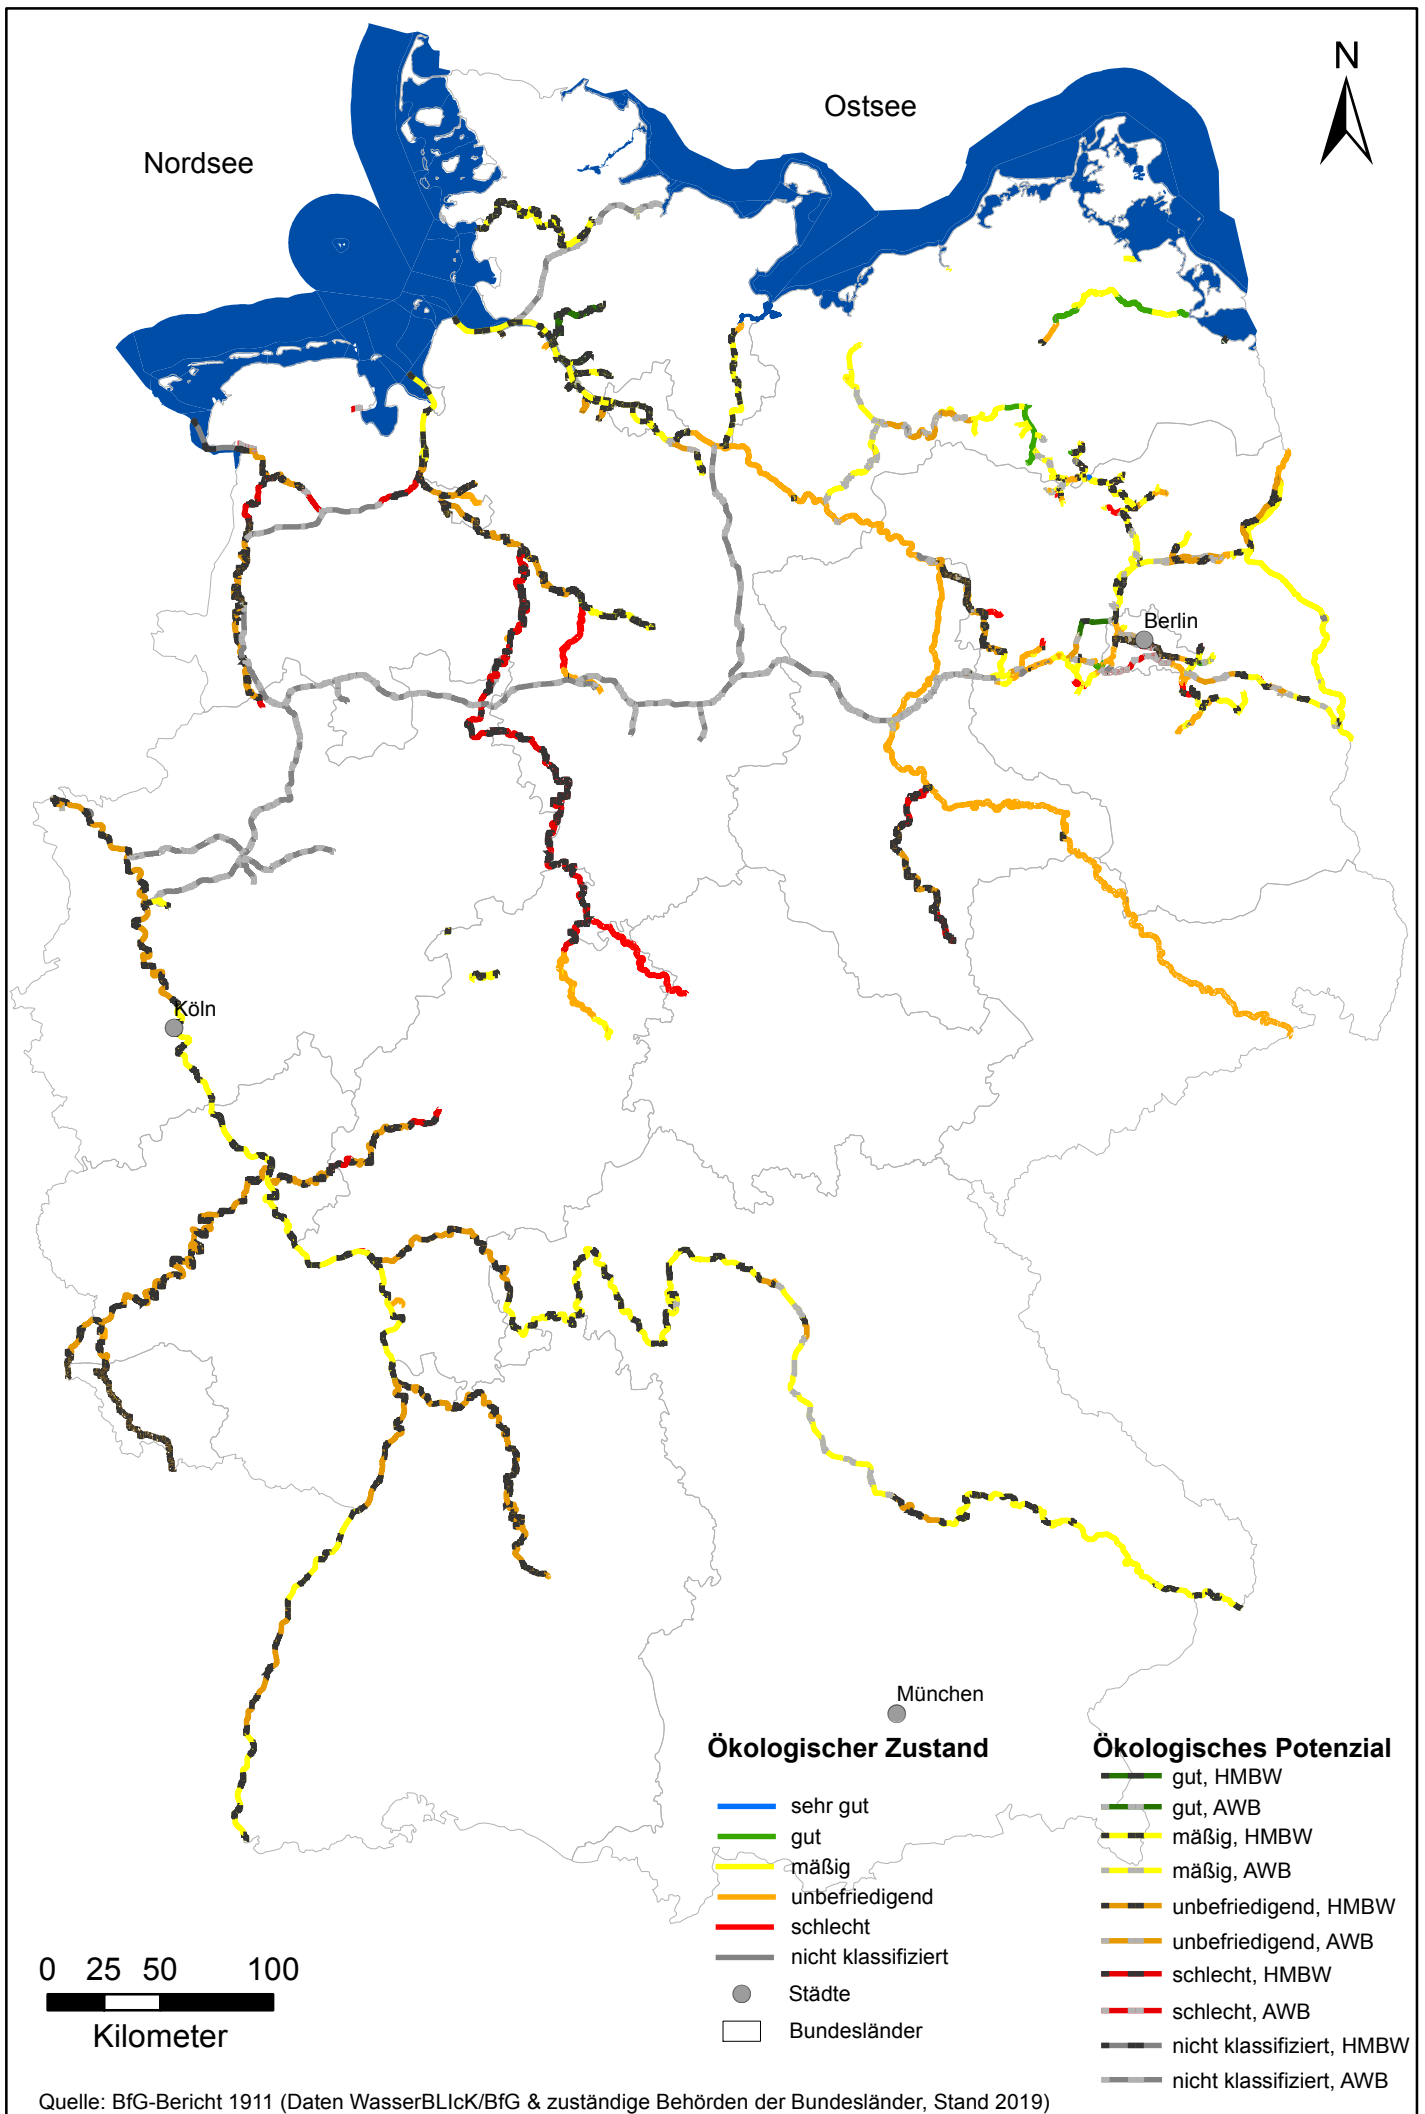 N
Ostsee
Nordsee
Berlin
Köln
München
Ökologischer Zustand
sehr gut
gut
mäßig
unbefriedigend
schlecht
nicht klassifiziert
Städte
Bundesländer
Ökologisches Potenzial
gut, HMBW
gut, AWB
mäßig, HMBW
mäßig, AWB
unbefriedigend, HMBW
unbefriedigend, AWB
schlecht, HMBW
schlecht, AWB
nicht klassifiziert, HMBW
nicht klassifiziert, AWB
0 25 50 100
Kilometer
Quelle: BfG-Bericht 1911 (Daten WasserBLIcK/BfG & zuständige Behörden der Bundesländer, Stand 2019)